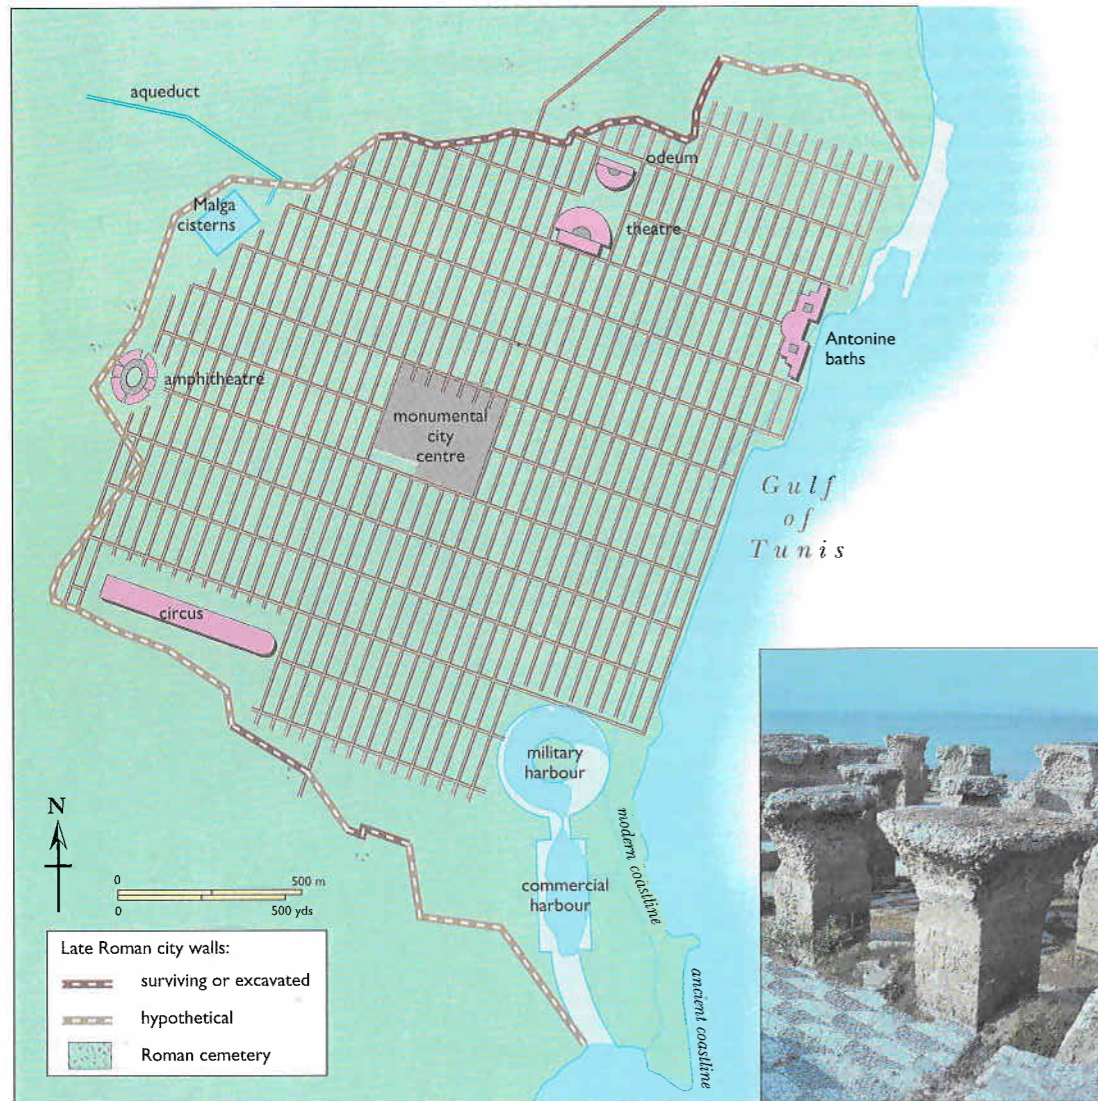 aqueduct
odeum
Malga
cisterns
theatre
Antonine
baths
amphitheatre
monumental
city
centre
Gulf
of
Tunis
circus
military
harbour
N
modern coastline
0 500 m
0 500 yds
commercial
harbour
Late Roman city walls:
surviving or excavated
hypothetical
Roman cemetery
ancient coastline